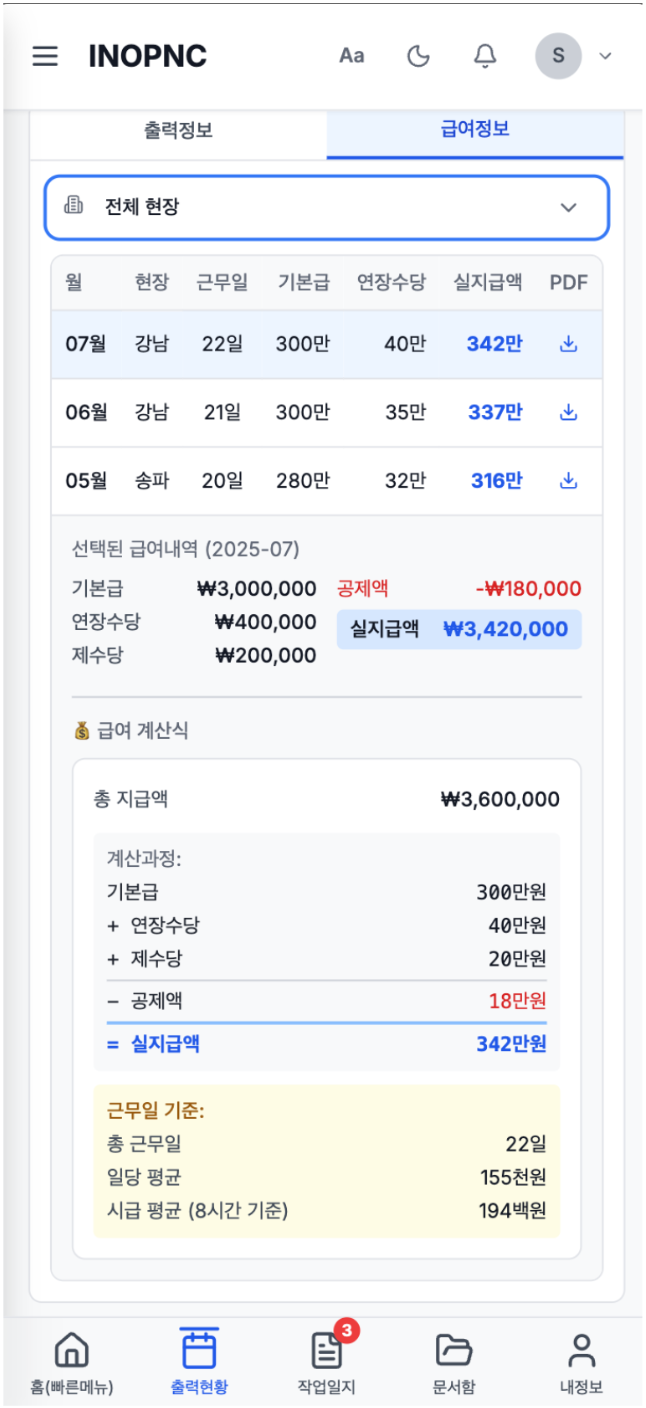 INOPNC Aa S
출력정보 급여정보
전체 현장
월 현장 근무일 기본급 연장수당 실지급액 PDF
07월 강남 22일 300만 40만 342만
06월 강남 21일 300만 35만 337만
05월 송파 20일 280만 32만 316만
선택된 급여내역 (2025-07)
기본급 ₩3,000,000 공제액 -₩180,000
연장수당 ₩400,000 실지급액 ₩3,420,000
제수당 ₩200,000
급여 계산식
총 지급액 ₩3,600,000
계산과정:
기본급 300만원
+ 연장수당 40만원
+ 제수당 20만원
− 공제액 18만원
= 실지급액 342만원
근무일 기준:
총 근무일 22일
일당 평균 155천원
시급 평균 (8시간 기준) 194백원
3
홈(빠른메뉴) 출력현황 작업일지 문서함 내정보